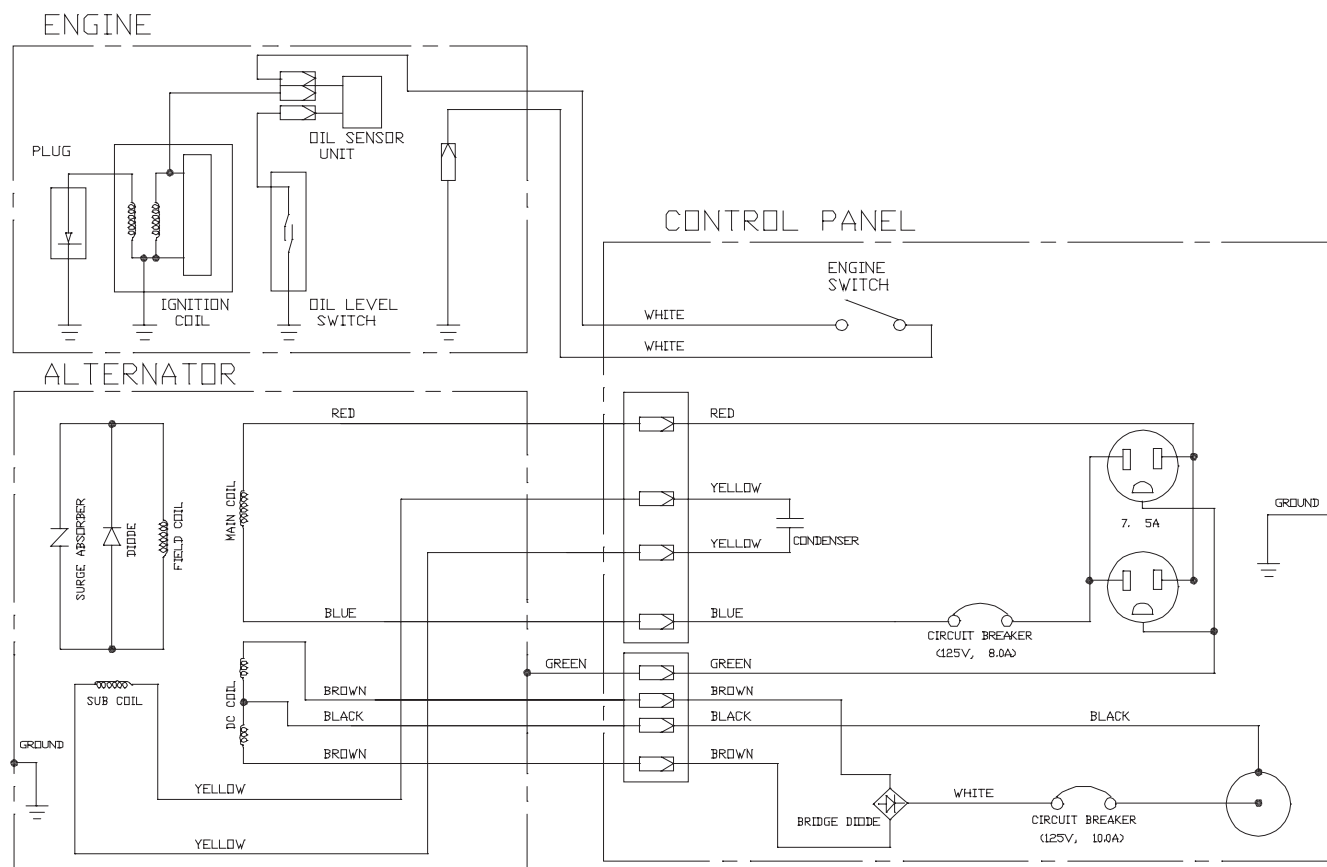 ENGINE
PLUG
OIL SENSOR
UNIT
IGNITION
COIL
OIL LEVEL
SWITCH
CONTROL PANEL
ENGINE
SWITCH
WHITE
WHITE
ALTERNATOR
RED
RED
SURGE ABSORBER
DIODE
FIELD COIL
MAIN COIL
YELLOW
YELLOW
CONDENSER
7. 5A
GROUND
BLUE
BLUE
CIRCUIT BREAKER
(125V, 8.0A)
GREEN
GREEN
SUB COIL
DC COIL
BROWN
BROWN
BLACK
BLACK
BLACK
GROUND
BROWN
BROWN
YELLOW
WHITE
BRIDGE DIODE
CIRCUIT BREAKER
(125V, 10.0A)
YELLOW